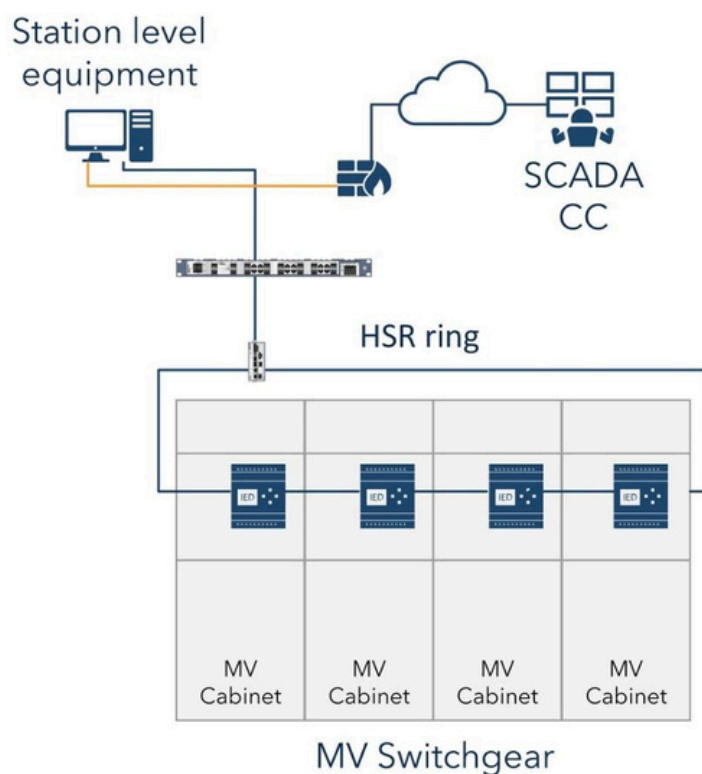 Station level
equipment
SCADA
CC
HSR ring
IED
IED
IED
IED
MV
Cabinet
MV
Cabinet
MV
Cabinet
MV
Cabinet
MV Switchgear